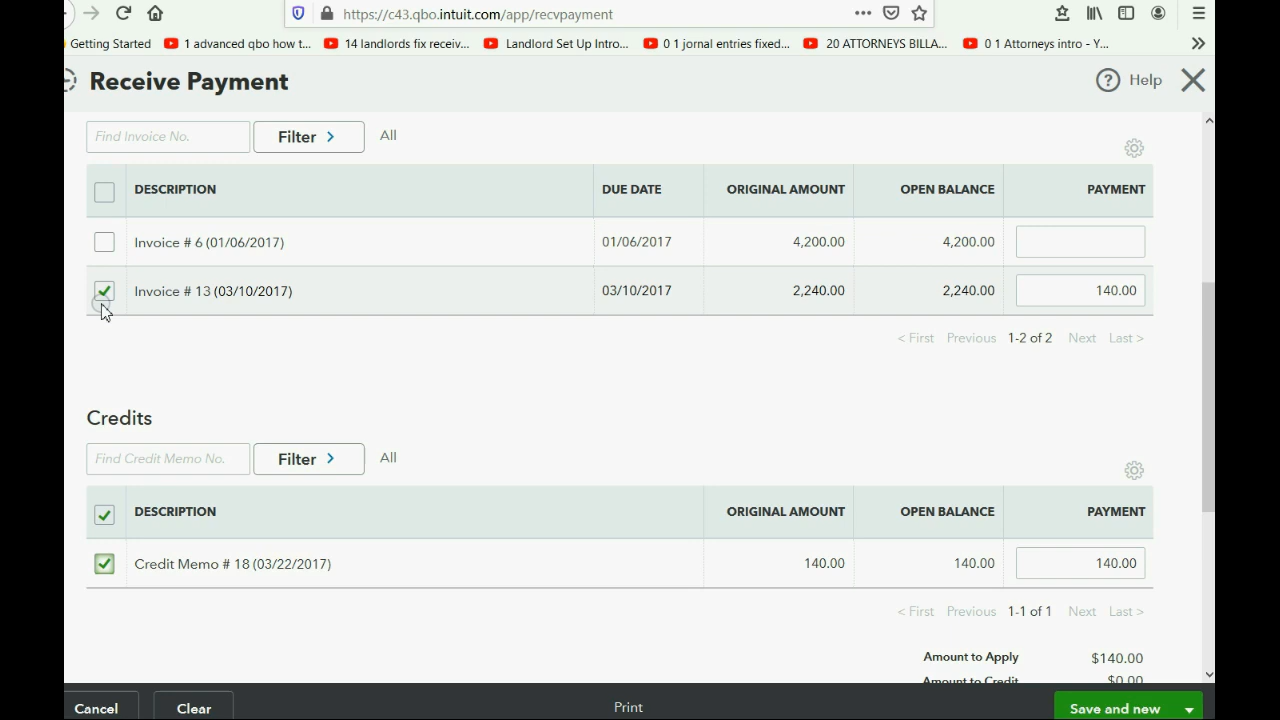 https://c43.qbo.intuit.com/app/recvpayment
Getting Started 1 advanced qbo how t... 14 landlords fix receiv... Landlord Set Up Intro... 0 1 jornal entries fixed... 20 ATTORNEYS BILLA... 0 1 Attorneys intro - Y...
Receive Payment ? Help
Find Invoice No. Filter > All
DESCRIPTION DUE DATE ORIGINAL AMOUNT OPEN BALANCE PAYMENT
Invoice # 6 (01/06/2017) 01/06/2017 4,200.00 4,200.00
Invoice # 13 (03/10/2017) 03/10/2017 2,240.00 2,240.00 140.00
< First Previous 1-2 of 2 Next Last >
Credits
Find Credit Memo No. Filter > All
DESCRIPTION ORIGINAL AMOUNT OPEN BALANCE PAYMENT
Credit Memo # 18 (03/22/2017) 140.00 140.00 140.00
< First Previous 1-1 of 1 Next Last >
Amount to Apply $140.00
Amount to Credit $0.00
Cancel Clear Print Save and new